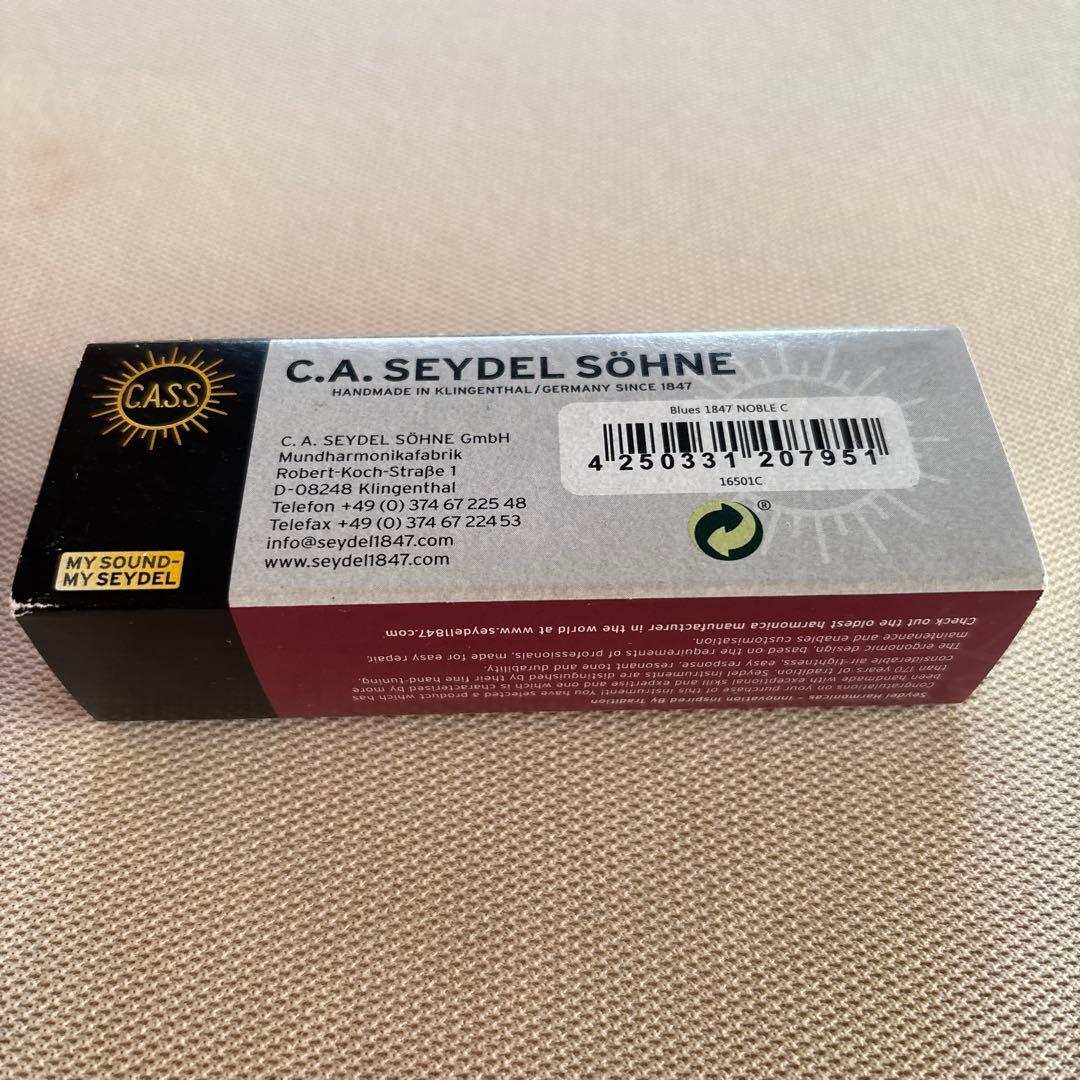 C.A.S.S
MY SOUND-
MY SEYDEL
C.A. SEYDEL SÖHNE
HANDMADE IN KLINGENTHAL/GERMANY SINCE 1847
C. A. SEYDEL SÖHNE GmbH
Mundharmonikafabrik
Robert-Koch-Straße 1
D-08248 Klingenthal
Telefon +49 (0) 374 67 225 48
Telefax +49 (0) 374 67 224 53
info@seydel1847.com
www.seydel1847.com
Blues 1847 NOBLE C
4 250331 207951
16501C
®
Seydel Harmonicas - Innovation Inspired By Tradition
Congratulations on your purchase of this instrument! You have selected a product which has
been handmade with exceptional skill and expertise and one which is characterised by more
than 170 years of tradition. Seydel instruments are distinguished by their fine hand-tuning,
considerable air-tightness, easy response, resonant tone and durability.
The ergonomic design, based on the requirements of professionals, made for easy repair,
maintenance and enables customisation.
Check out the oldest harmonica manufacturer in the world at www.seydel1847.com